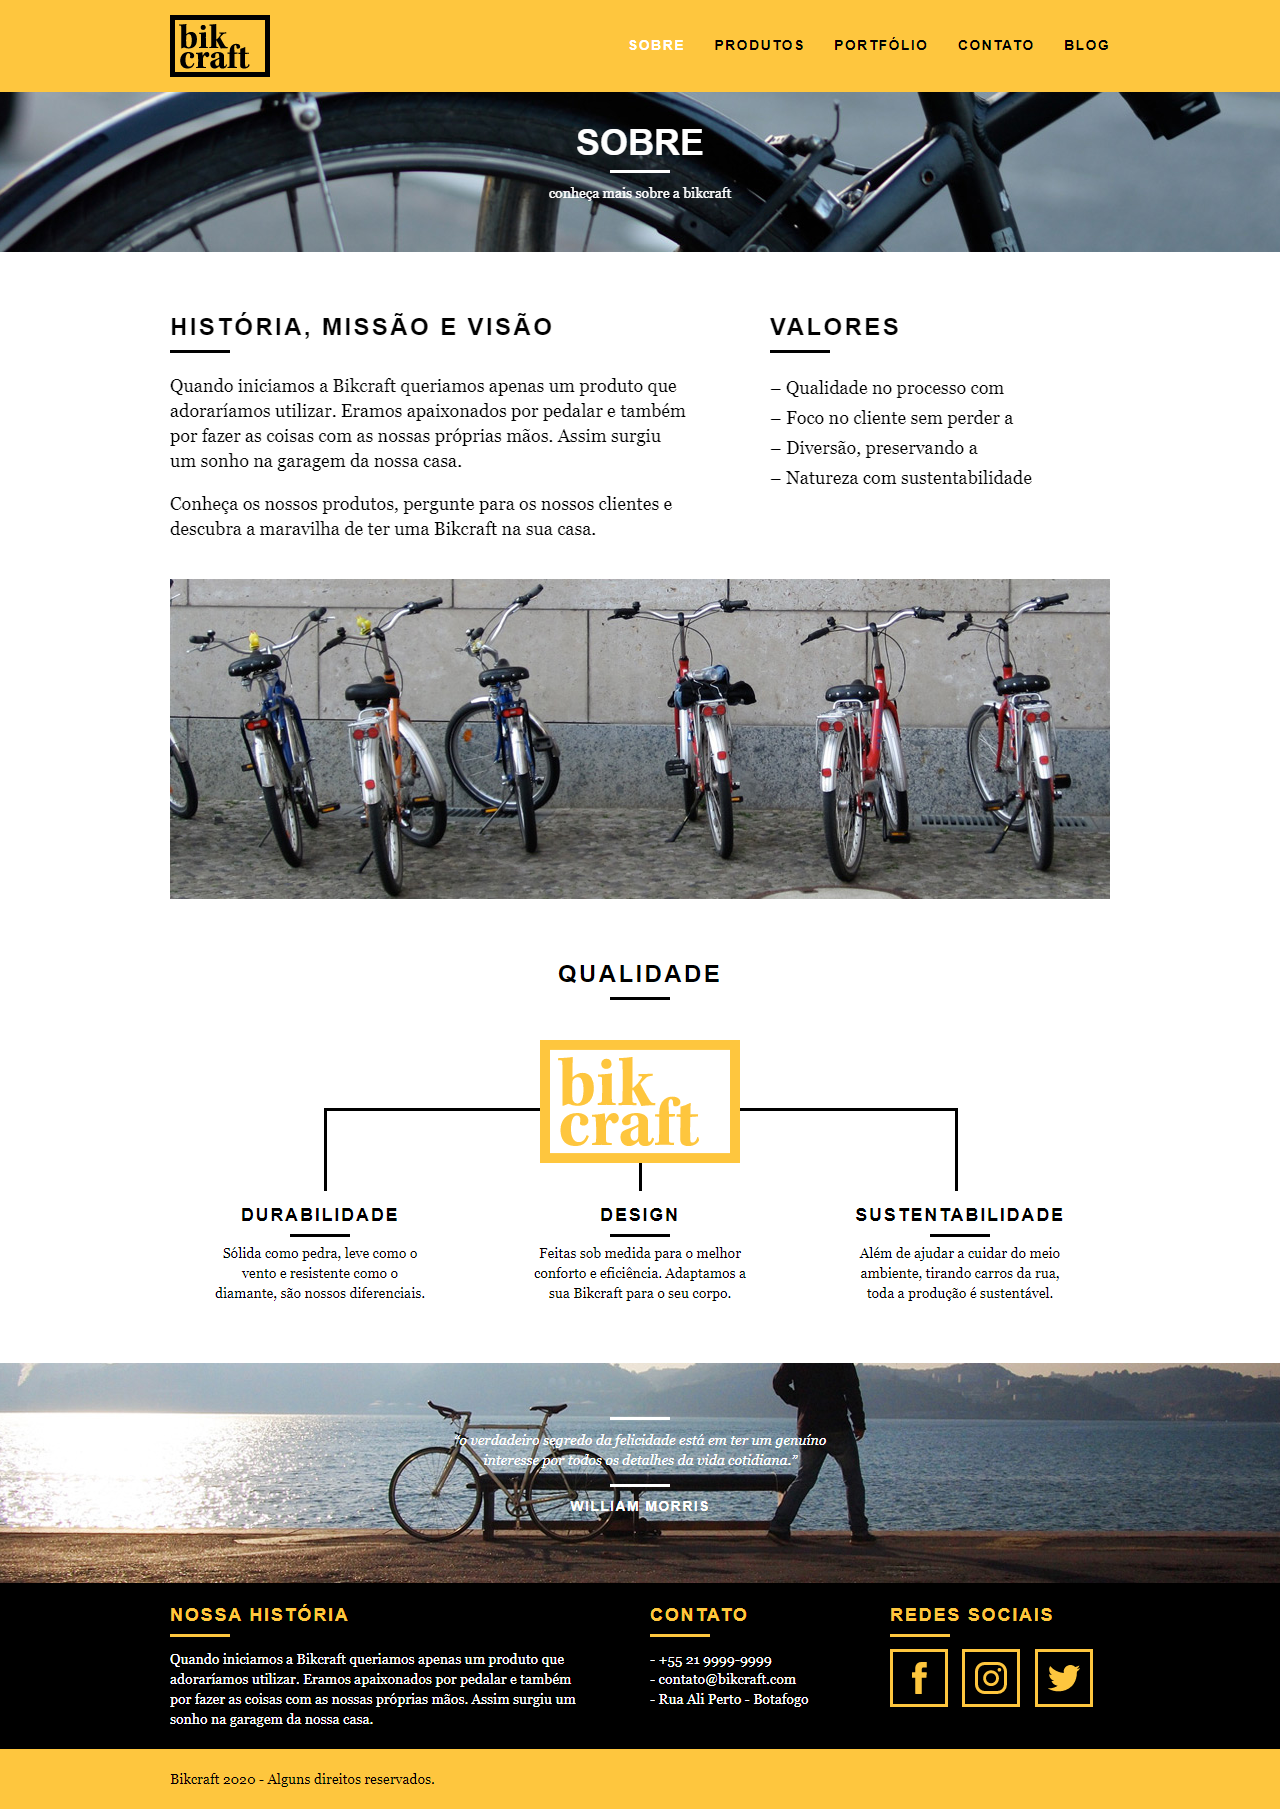 bik
craft
SOBRE PRODUTOS PORTFÓLIO CONTATO BLOG
SOBRE
conheça mais sobre a bikcraft
HISTÓRIA, MISSÃO E VISÃO
Quando iniciamos a Bikcraft queriamos apenas um produto que
adoraríamos utilizar. Eramos apaixonados por pedalar e também
por fazer as coisas com as nossas próprias mãos. Assim surgiu
um sonho na garagem da nossa casa.
Conheça os nossos produtos, pergunte para os nossos clientes e
descubra a maravilha de ter uma Bikcraft na sua casa.
VALORES
– Qualidade no processo com
– Foco no cliente sem perder a
– Diversão, preservando a
– Natureza com sustentabilidade
QUALIDADE
bik
craft
DURABILIDADE
Sólida como pedra, leve como o
vento e resistente como o
diamante, são nossos diferenciais.
DESIGN
Feitas sob medida para o melhor
conforto e eficiência. Adaptamos a
sua Bikcraft para o seu corpo.
SUSTENTABILIDADE
Além de ajudar a cuidar do meio
ambiente, tirando carros da rua,
toda a produção é sustentável.
“o verdadeiro segredo da felicidade está em ter um genuíno
interesse por todos os detalhes da vida cotidiana.”
WILLIAM MORRIS
NOSSA HISTÓRIA
Quando iniciamos a Bikcraft queriamos apenas um produto que
adoraríamos utilizar. Eramos apaixonados por pedalar e também
por fazer as coisas com as nossas próprias mãos. Assim surgiu um
sonho na garagem da nossa casa.
CONTATO
- +55 21 9999-9999
- contato@bikcraft.com
- Rua Ali Perto - Botafogo
REDES SOCIAIS
Bikcraft 2020 - Alguns direitos reservados.